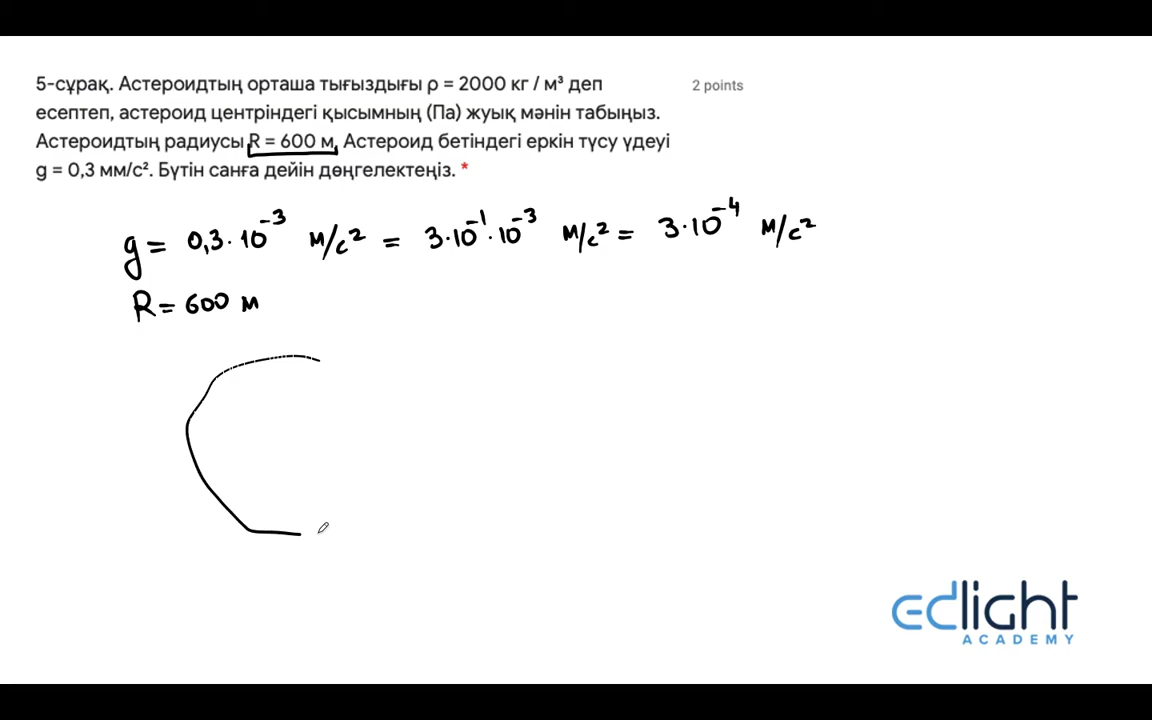 5-сұрақ. Астероидтың орташа тығыздығы ρ = 2000 кг / м³ деп
2 points
есептеп, астероид центріндегі қысымның (Па) жуық мәнін табыңыз.
Астероидтың радиусы R = 600 м. Астероид бетіндегі еркін түсу үдеуі
g = 0,3 мм/с². Бүтін санға дейін дөңгелектеңіз. *
g = 0,3·10⁻³ м/с² = 3·10⁻¹·10⁻³ м/с² = 3·10⁻⁴ м/с²
R = 600 м
edlight
ACADEMY